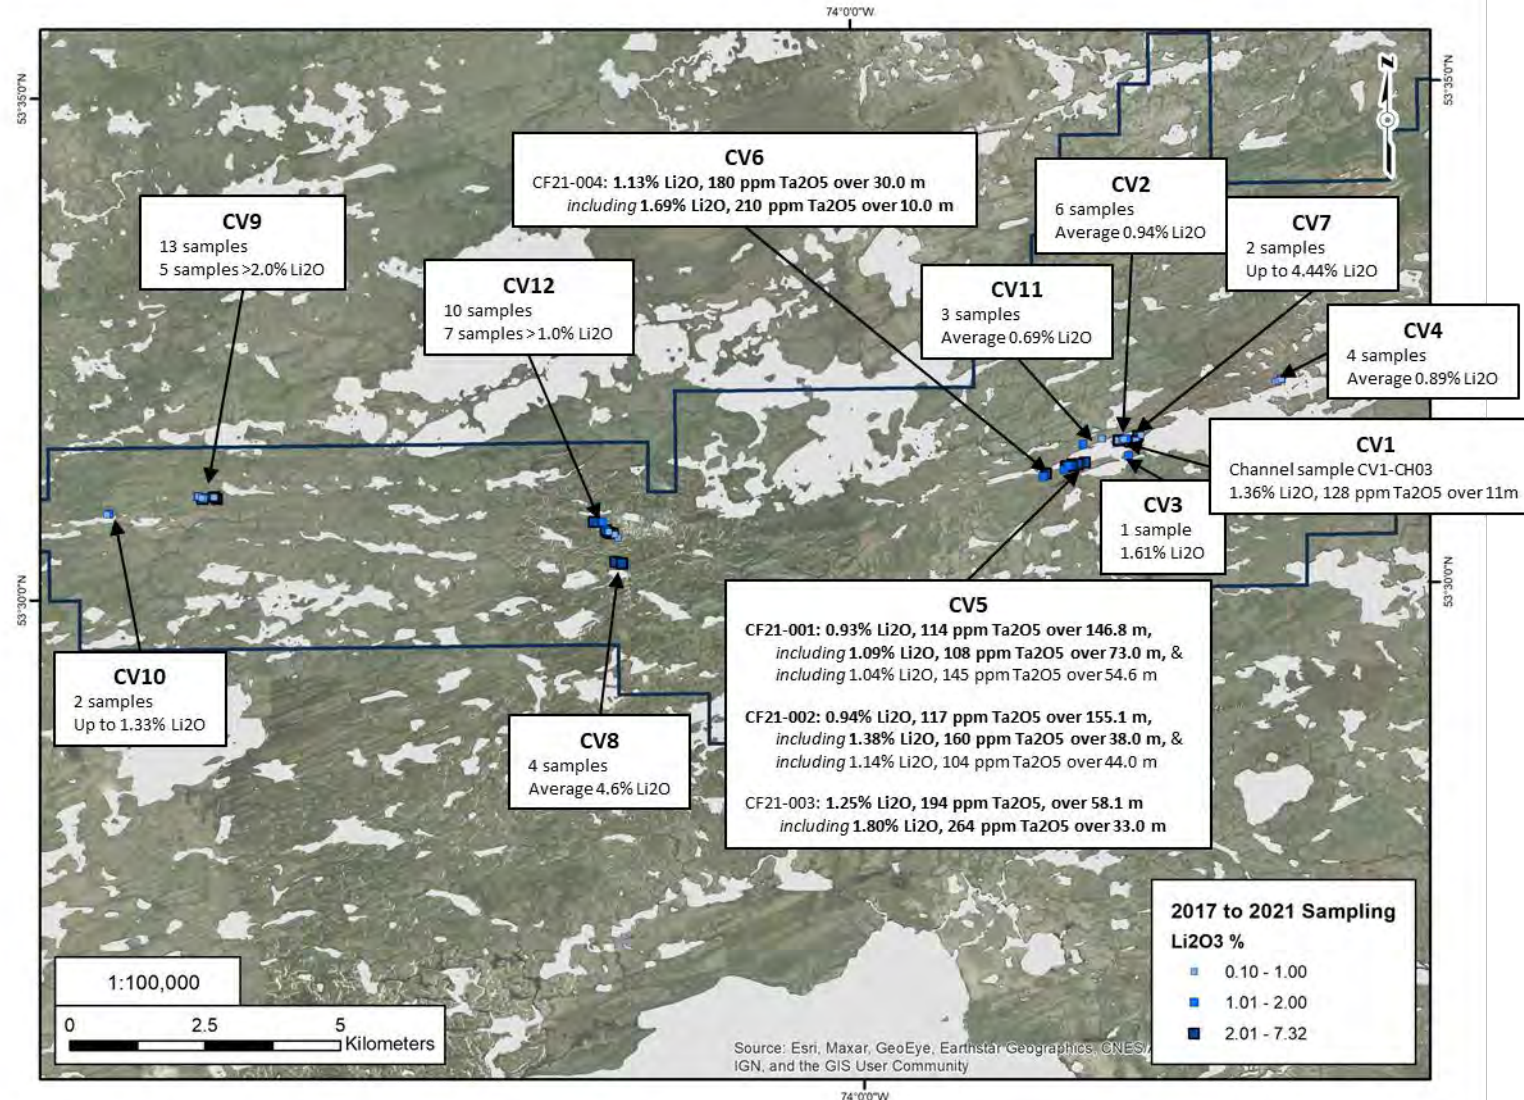 74°0'0"W
53°35'0"N
53°35'0"N
N
CV6
CF21-004: 1.13% Li2O, 180 ppm Ta2O5 over 30.0 m
including 1.69% Li2O, 210 ppm Ta2O5 over 10.0 m
CV2
6 samples
Average 0.94% Li2O
CV9
13 samples
5 samples >2.0% Li2O
CV7
2 samples
Up to 4.44% Li2O
CV12
10 samples
7 samples >1.0% Li2O
CV11
3 samples
Average 0.69% Li2O
CV4
4 samples
Average 0.89% Li2O
CV1
Channel sample CV1-CH03
1.36% Li2O, 128 ppm Ta2O5 over 11m
CV3
1 sample
1.61% Li2O
53°30'0"N
53°30'0"N
CV5
CF21-001: 0.93% Li2O, 114 ppm Ta2O5 over 146.8 m,
including 1.09% Li2O, 108 ppm Ta2O5 over 73.0 m, &
including 1.04% Li2O, 145 ppm Ta2O5 over 54.6 m
CF21-002: 0.94% Li2O, 117 ppm Ta2O5 over 155.1 m,
including 1.38% Li2O, 160 ppm Ta2O5 over 38.0 m, &
including 1.14% Li2O, 104 ppm Ta2O5 over 44.0 m
CF21-003: 1.25% Li2O, 194 ppm Ta2O5, over 58.1 m
including 1.80% Li2O, 264 ppm Ta2O5 over 33.0 m
CV10
2 samples
Up to 1.33% Li2O
CV8
4 samples
Average 4.6% Li2O
2017 to 2021 Sampling
Li2O3 %
0.10 - 1.00
1.01 - 2.00
2.01 - 7.32
1:100,000
0 2.5 5
Kilometers
Source: Esri, Maxar, GeoEye, Earthstar Geographics, CNES/
IGN, and the GIS User Community
74°0'0"W